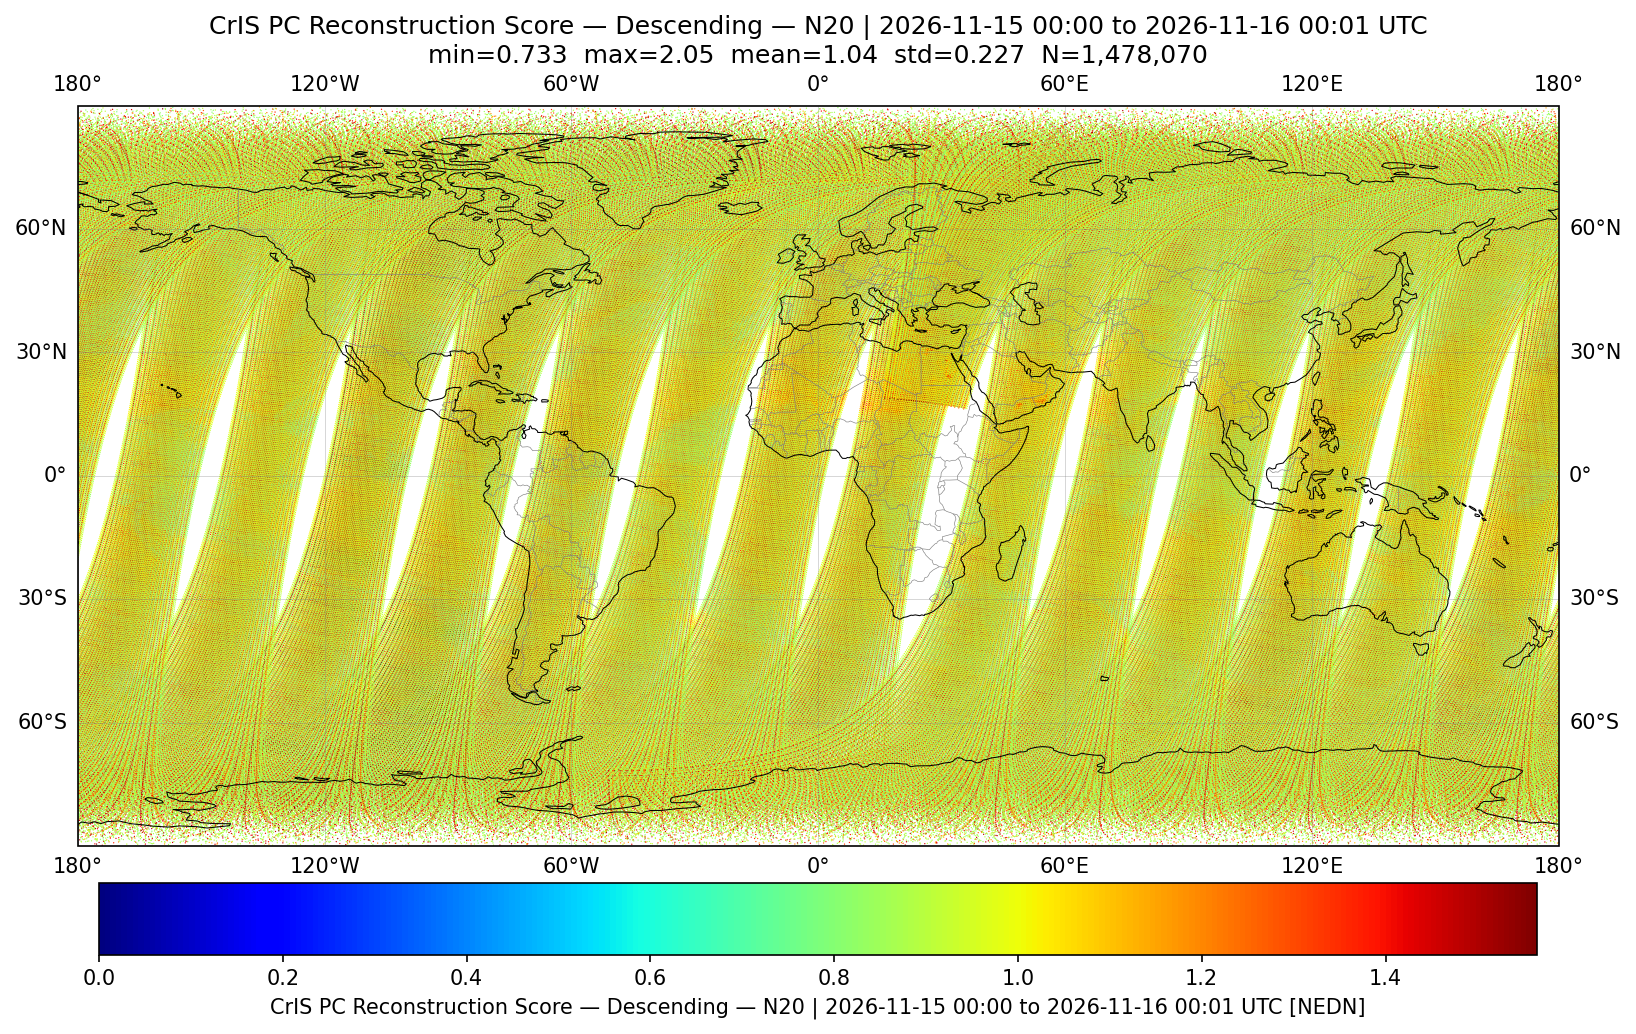 CrIS PC Reconstruction Score — Descending — N20 | 2026-11-15 00:00 to 2026-11-16 00:01 UTC
min=0.733 max=2.05 mean=1.04 std=0.227 N=1,478,070
180° 120°W 60°W 0° 60°E 120°E 180°
60°N 60°N
30°N 30°N
0° 0°
30°S 30°S
60°S 60°S
180° 120°W 60°W 0° 60°E 120°E 180°
0.0 0.2 0.4 0.6 0.8 1.0 1.2 1.4
CrIS PC Reconstruction Score — Descending — N20 | 2026-11-15 00:00 to 2026-11-16 00:01 UTC [NEDN]